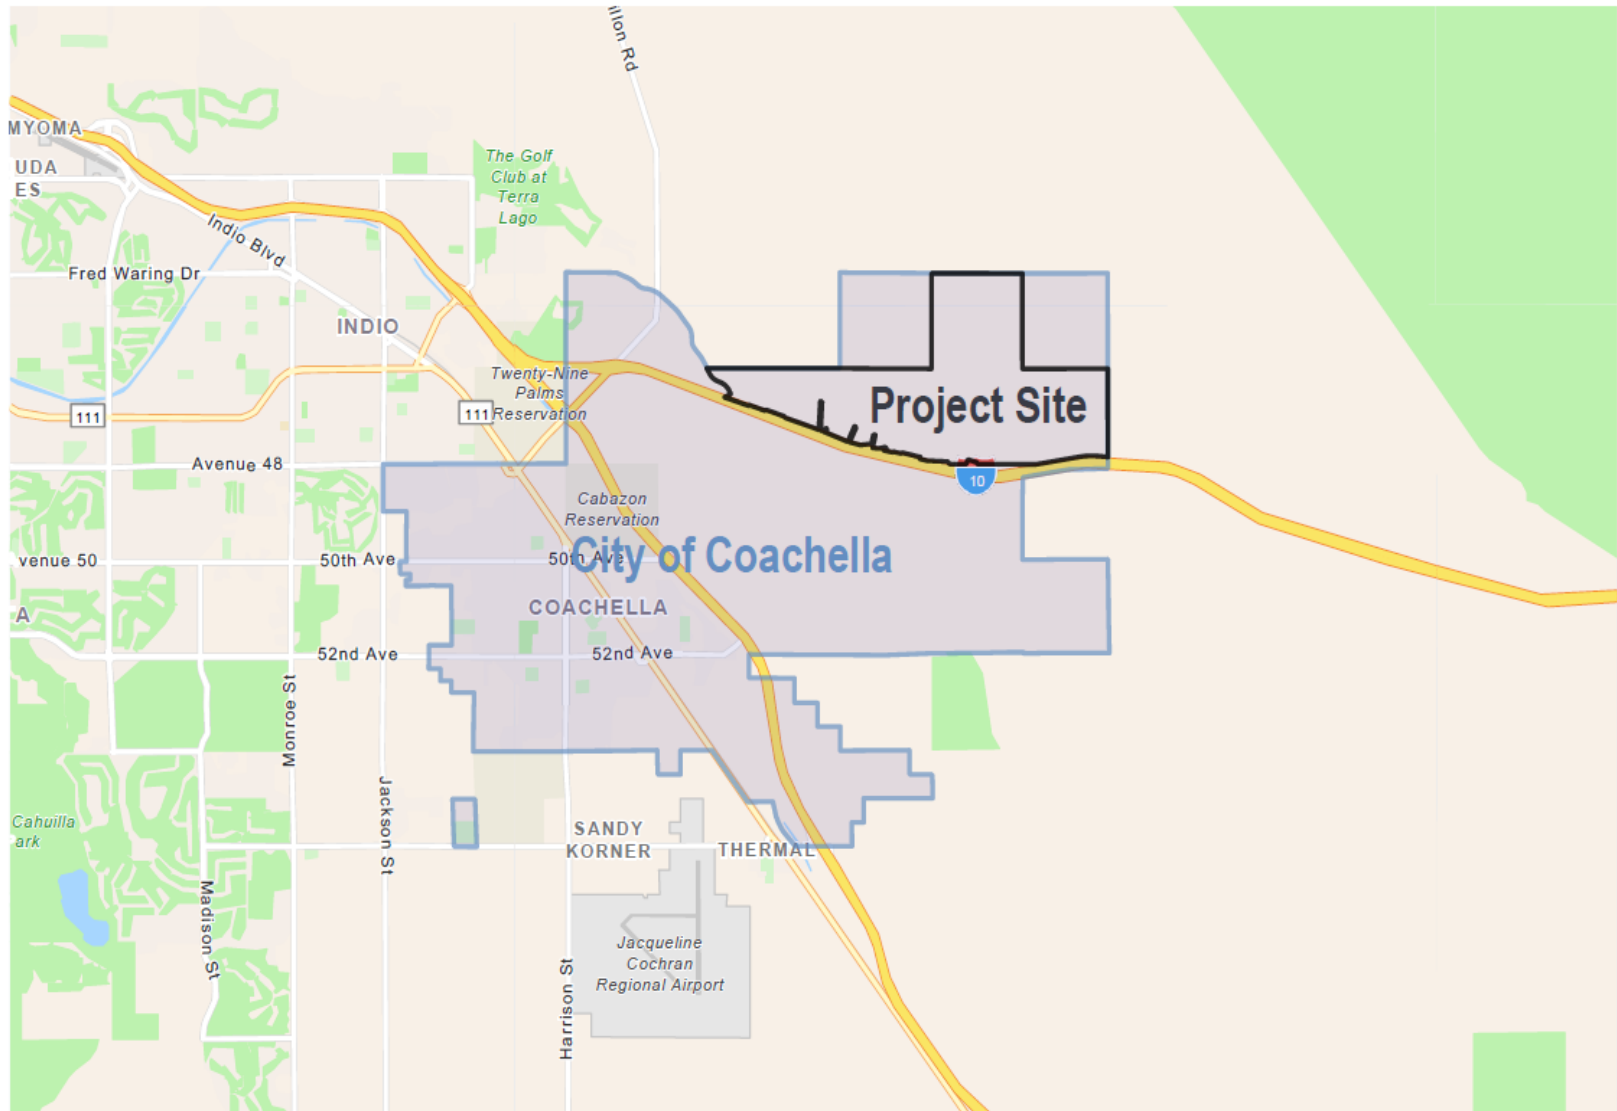 illon Rd
MYOMA
UDA
ES
The Golf
Club at
Terra
Lago
Indio Blvd
Fred Waring Dr
INDIO
Twenty-Nine
Palms
Reservation
111
111
Project Site
Avenue 48
10
Cabazon
Reservation
City of Coachella
venue 50
50th Ave
50th Ave
COACHELLA
A
52nd Ave
52nd Ave
Monroe St
Jackson St
Cahuilla
ark
SANDY
KORNER
THERMAL
Madison St
Jacqueline
Cochran
Regional Airport
Harrison St